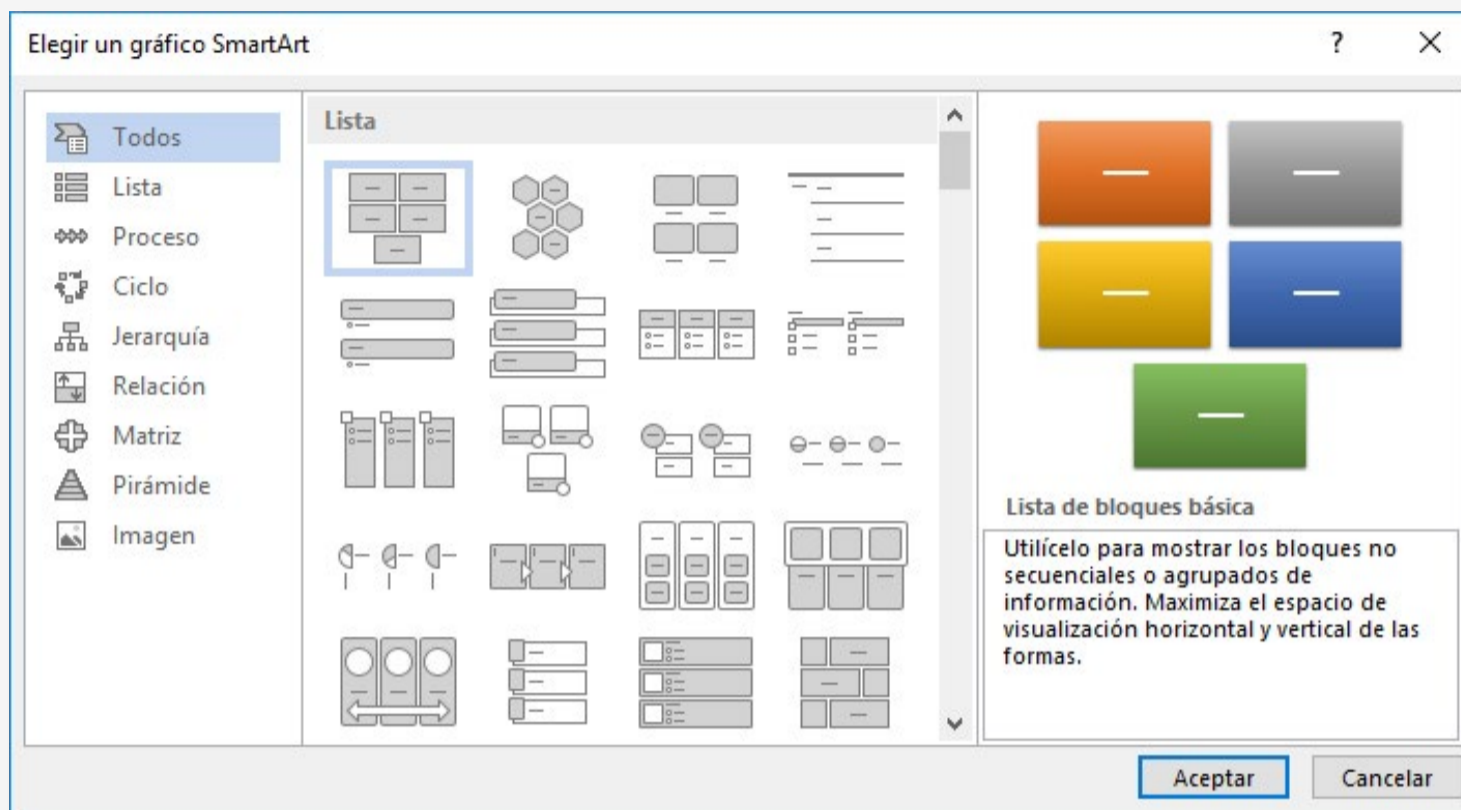 Elegir un gráfico SmartArt
?
Todos
Lista
Proceso
Ciclo
Jerarquía
Relación
Matriz
Pirámide
Imagen
Lista
Lista de bloques básica
Utilícelo para mostrar los bloques no
secuenciales o agrupados de
información. Maximiza el espacio de
visualización horizontal y vertical de las
formas.
Aceptar
Cancelar